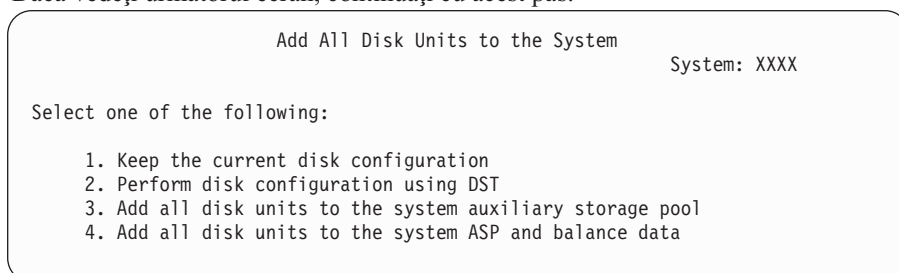 Dacă vedeţi următorul ecran, continuaţi cu acest pas:
Add All Disk Units to the System
System: XXXX
Select one of the following:
1. Keep the current disk configuration
2. Perform disk configuration using DST
3. Add all disk units to the system auxiliary storage pool
4. Add all disk units to the system ASP and balance data